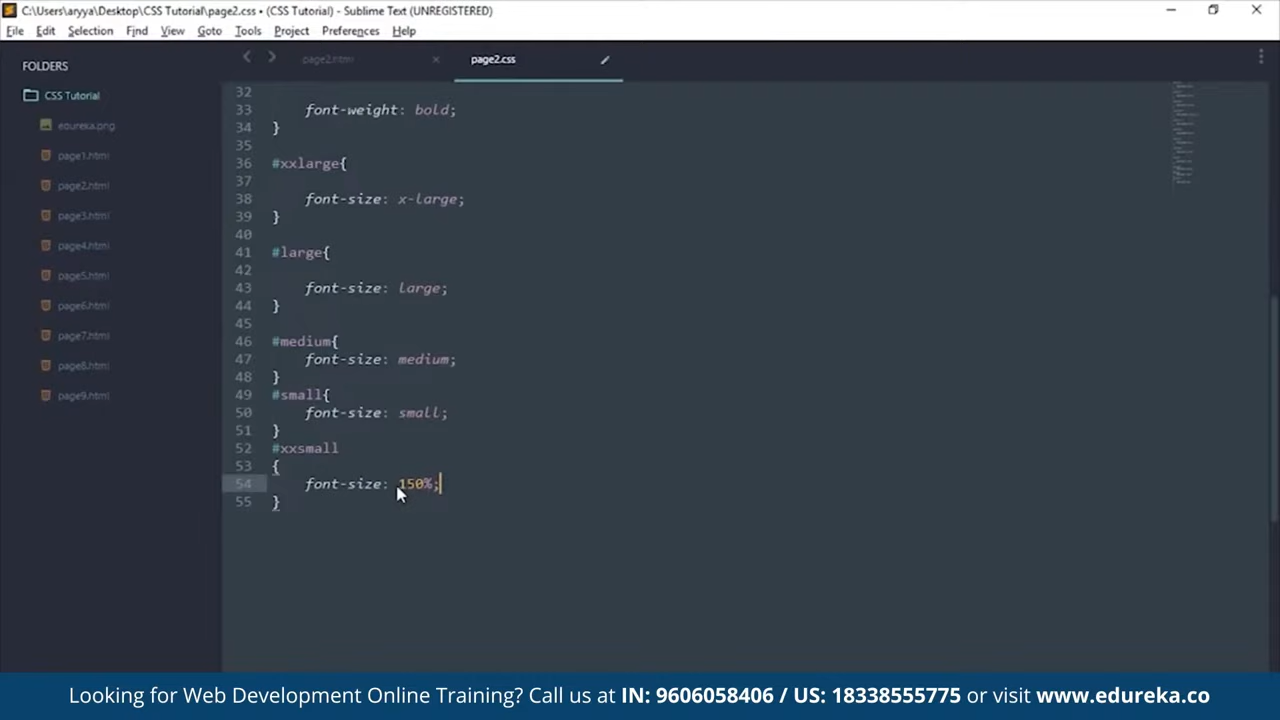 C:\Users\aryya\Desktop\CSS Tutorial\page2.css • (CSS Tutorial) - Sublime Text (UNREGISTERED)
File Edit Selection Find View Goto Tools Project Preferences Help
FOLDERS
CSS Tutorial
edureka.png
page1.html
page2.html
page3.html
page4.html
page5.html
page6.html
page7.html
page8.html
page9.html
page2.html
page2.css
32
33 font-weight: bold;
34 }
35
36 #xxlarge{
37
38 font-size: x-large;
39 }
40
41 #large{
42
43 font-size: large;
44 }
45
46 #medium{
47 font-size: medium;
48 }
49 #small{
50 font-size: small;
51 }
52 #xxsmall
53 {
54 font-size: 150%;
55 }
Looking for Web Development Online Training? Call us at IN: 9606058406 / US: 18338555775 or visit www.edureka.co